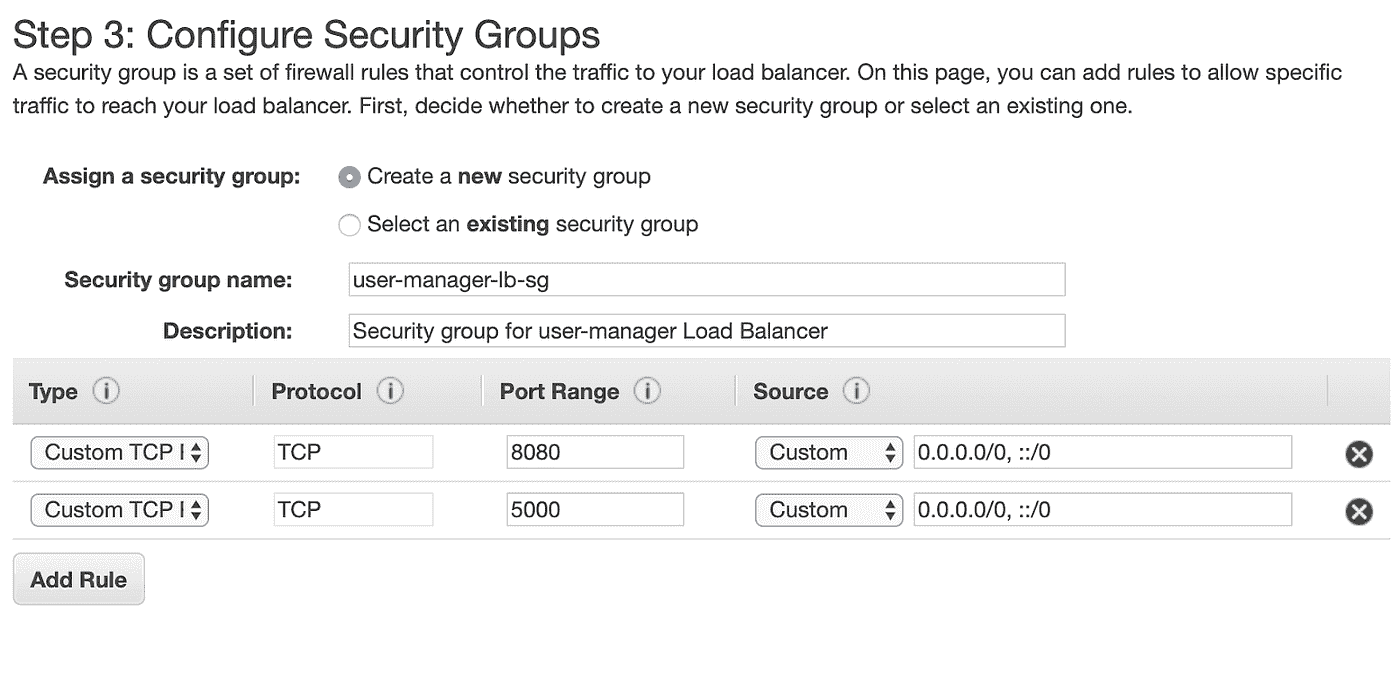 Step 3: Configure Security Groups
A security group is a set of firewall rules that control the traffic to your load balancer. On this page, you can add rules to allow specific
traffic to reach your load balancer. First, decide whether to create a new security group or select an existing one.
Assign a security group: Create a new security group
Select an existing security group
Security group name: user-manager-lb-sg
Description: Security group for user-manager Load Balancer
Type i Protocol i Port Range i Source i
Custom TCP TCP 8080 Custom 0.0.0.0/0, ::/0
Custom TCP TCP 5000 Custom 0.0.0.0/0, ::/0
Add Rule